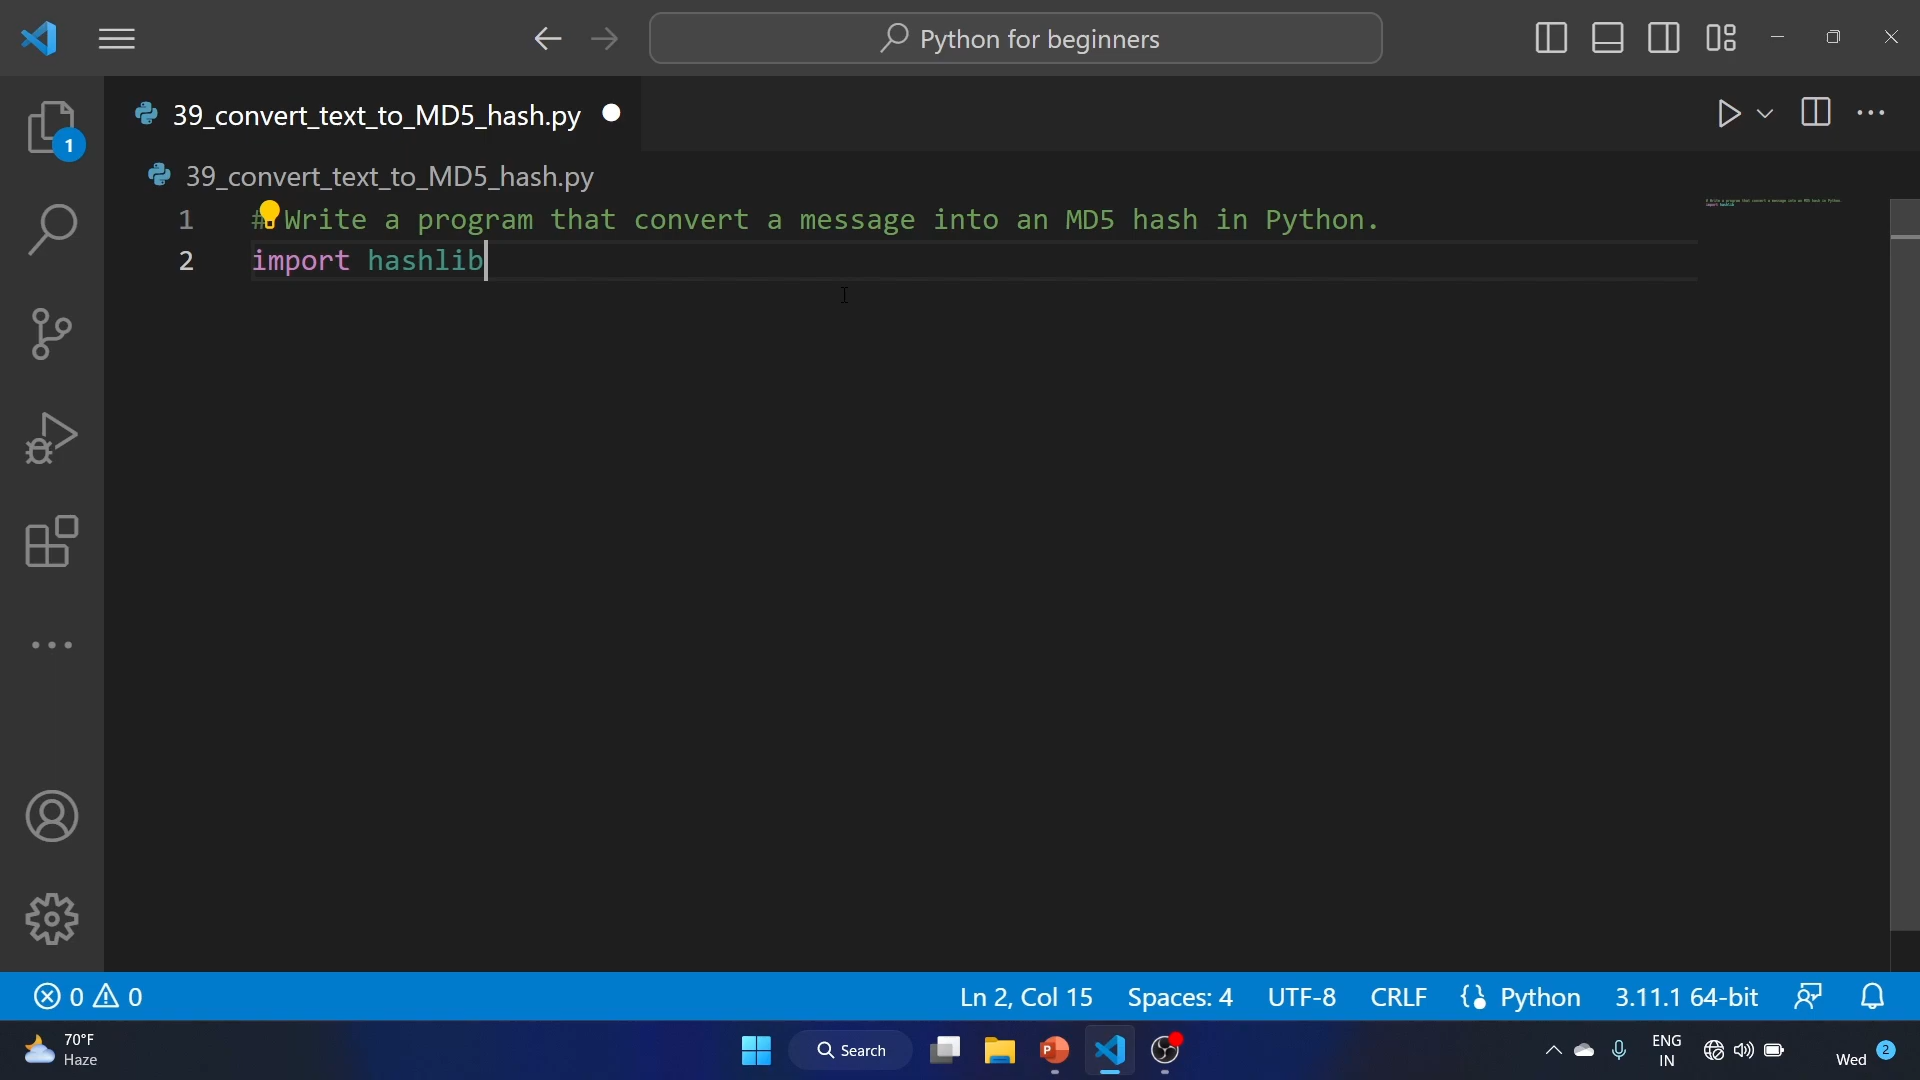 Python for beginners
39_convert_text_to_MD5_hash.py
1
39_convert_text_to_MD5_hash.py
1 # Write a program that convert a message into an MD5 hash in Python.
2 import hashlib
0 0 Ln 2, Col 15 Spaces: 4 UTF-8 CRLF Python 3.11.1 64-bit
70°F
Haze
Search
ENG
IN
Wed 2